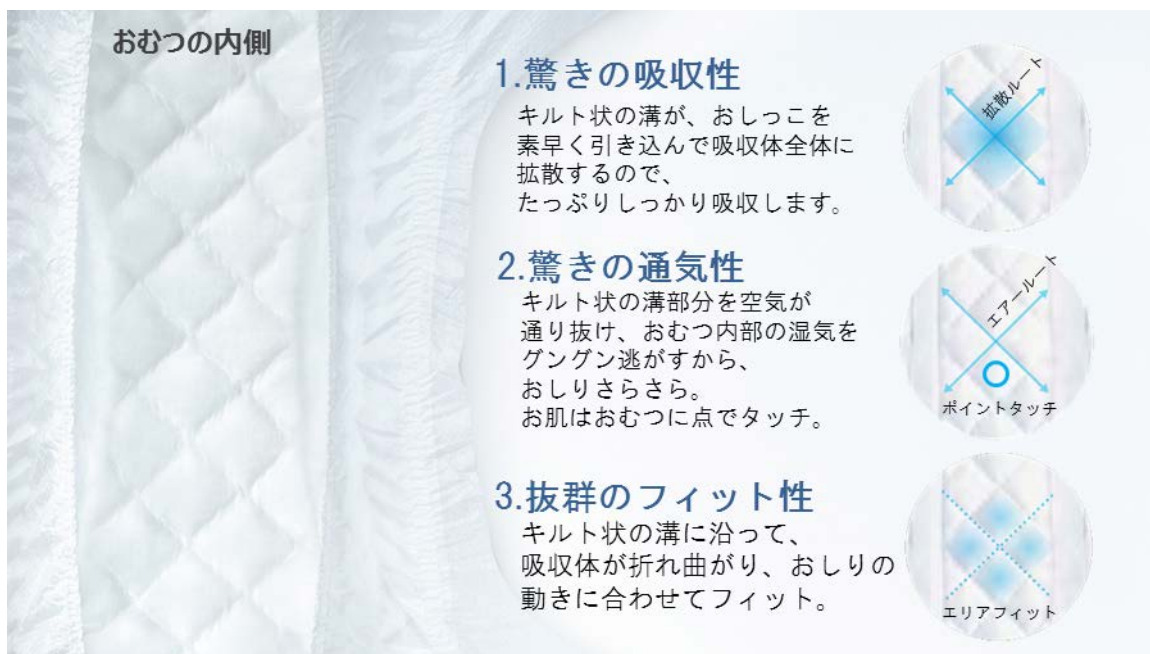 おむつの内側
1.驚きの吸収性
キルト状の溝が、おしっこを
素早く引き込んで吸収体全体に
拡散するので、
たっぷりしっかり吸収します。
拡散ルート
2.驚きの通気性
キルト状の溝部分を空気が
通り抜け、おむつ内部の湿気を
グングン逃がすから、
おしりさらさら。
お肌はおむつに点でタッチ。
エアールート
ポイントタッチ
3.抜群のフィット性
キルト状の溝に沿って、
吸収体が折れ曲がり、おしりの
動きに合わせてフィット。
エリアフィット